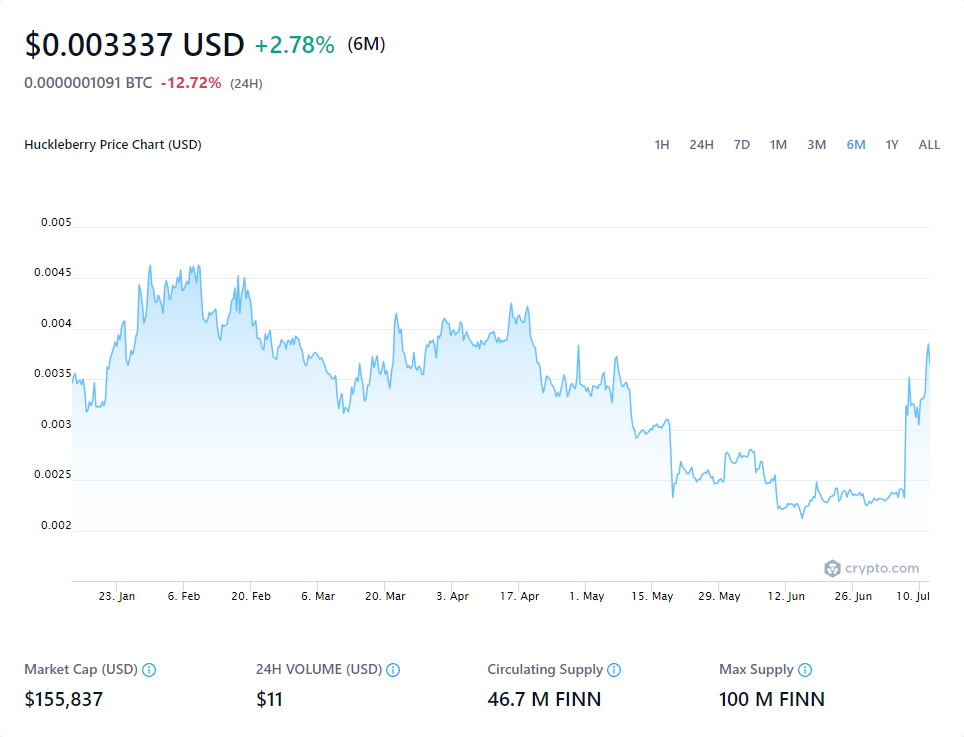 $0.003337 USD +2.78% (6M)
0.0000001091 BTC -12.72% (24H)
Huckleberry Price Chart (USD) 1H 24H 7D 1M 3M 6M 1Y ALL
0.005
0.0045
0.004
0.0035
0.003
0.0025
0.002
crypto.com
23. Jan 6. Feb 20. Feb 6. Mar 20. Mar 3. Apr 17. Apr 1. May 15. May 29. May 12. Jun 26. Jun 10. Jul
Market Cap (USD) 24H VOLUME (USD) Circulating Supply Max Supply
$155,837 $11 46.7 M FINN 100 M FINN